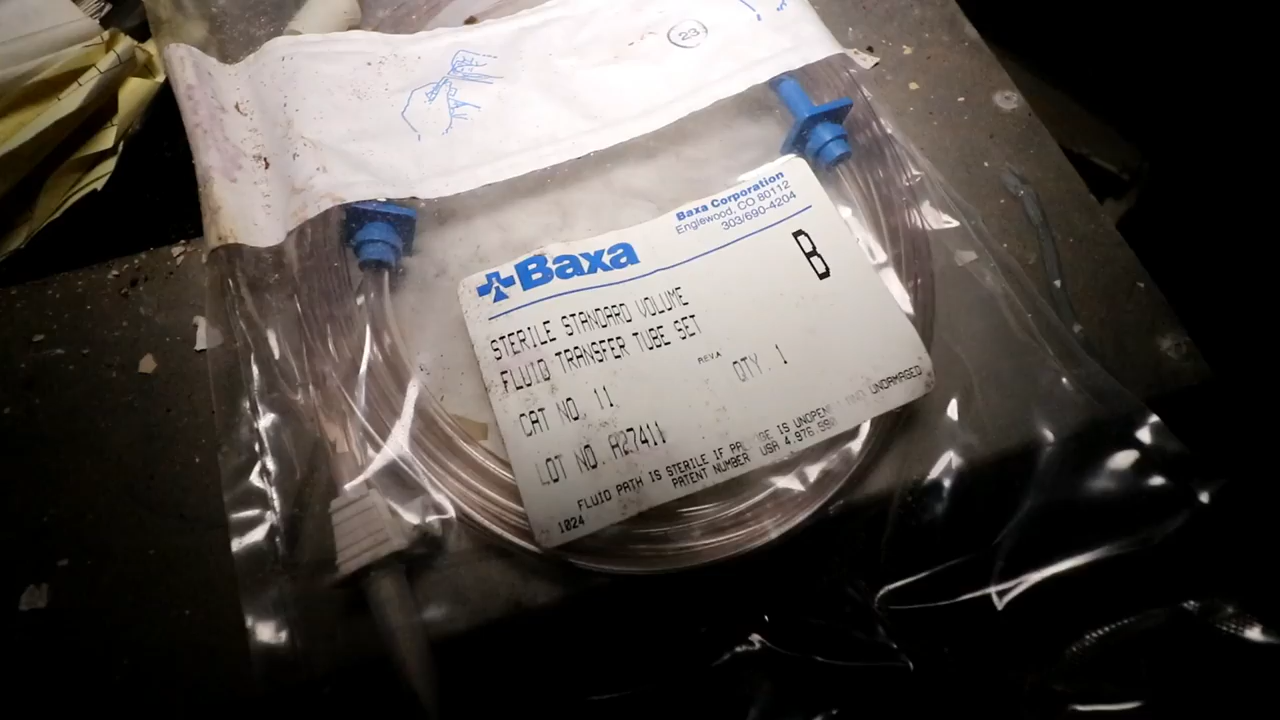 23
Baxa Corporation
Englewood, CO 80112
303/690-4204
Baxa
B
STERILE STANDARD VOLUME
FLUID TRANSFER TUBE SET
REV.A
CAT NO. 11
QTY. 1
LOT NO. A27411
FLUID PATH IS STERILE IF IS UNOPENED AND UNDAMAGED
PATENT NUMBER USA 4,976,590
1024